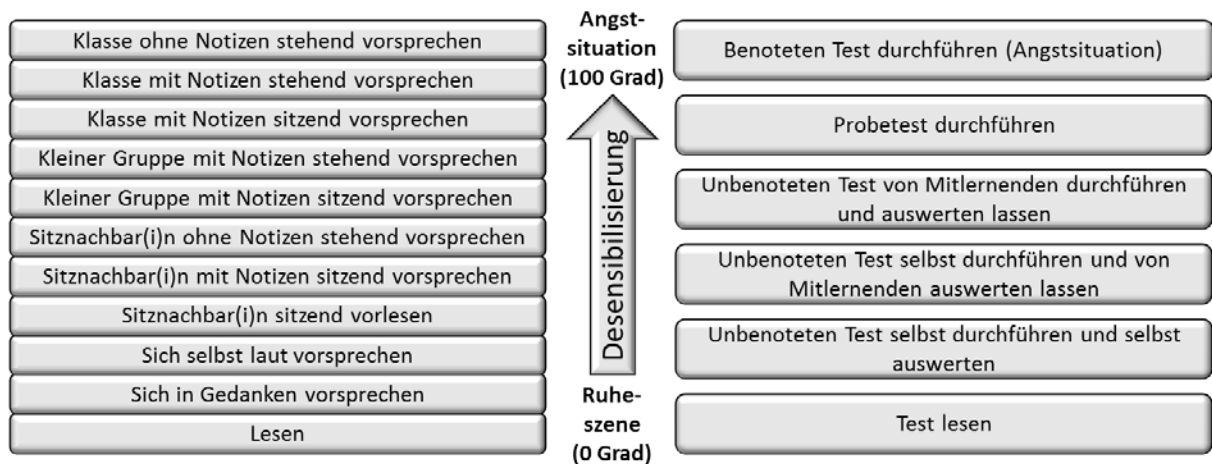 Klasse ohne Notizen stehend vorsprechen
Klasse mit Notizen stehend vorsprechen
Klasse mit Notizen sitzend vorsprechen
Kleiner Gruppe mit Notizen stehend vorsprechen
Kleiner Gruppe mit Notizen sitzend vorsprechen
Sitznachbar(i)n ohne Notizen stehend vorsprechen
Sitznachbar(i)n mit Notizen sitzend vorsprechen
Sitznachbar(i)n sitzend vorlesen
Sich selbst laut vorsprechen
Sich in Gedanken vorsprechen
Lesen
Angst-
situation
(100 Grad)
Desensibilisierung
Ruhe-
szene
(0 Grad)
Benoteten Test durchführen (Angstsituation)
Probetest durchführen
Unbenoteten Test von Mitlernenden durchführen
und auswerten lassen
Unbenoteten Test selbst durchführen und von
Mitlernenden auswerten lassen
Unbenoteten Test selbst durchführen und selbst
auswerten
Test lesen